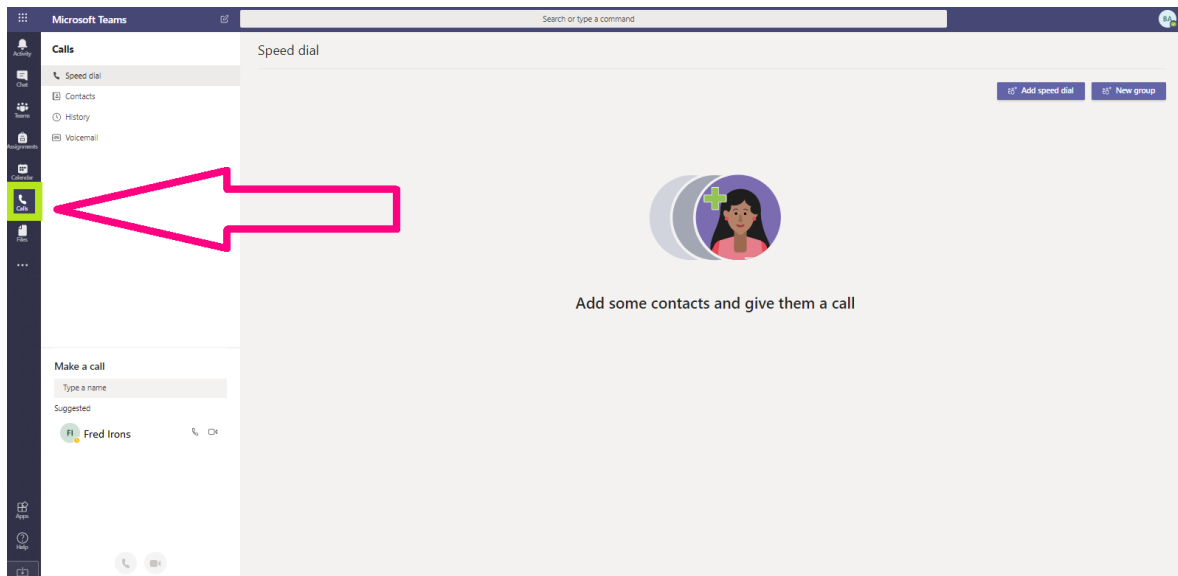 Microsoft Teams
Search or type a command
BA
Activity
Chat
Teams
Assignments
Calendar
Calls
Files
Apps
Help
Calls
Speed dial
Contacts
History
Voicemail
Make a call
Type a name
Suggested
FI Fred Irons
Speed dial
Add speed dial
New group
Add some contacts and give them a call